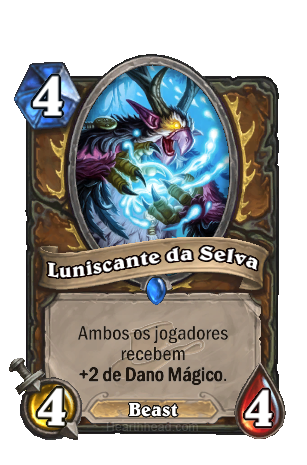 4
Luniscante da Selva
Ambos os jogadores
recebem
+2 de Dano Mágico.
4
Beast
4